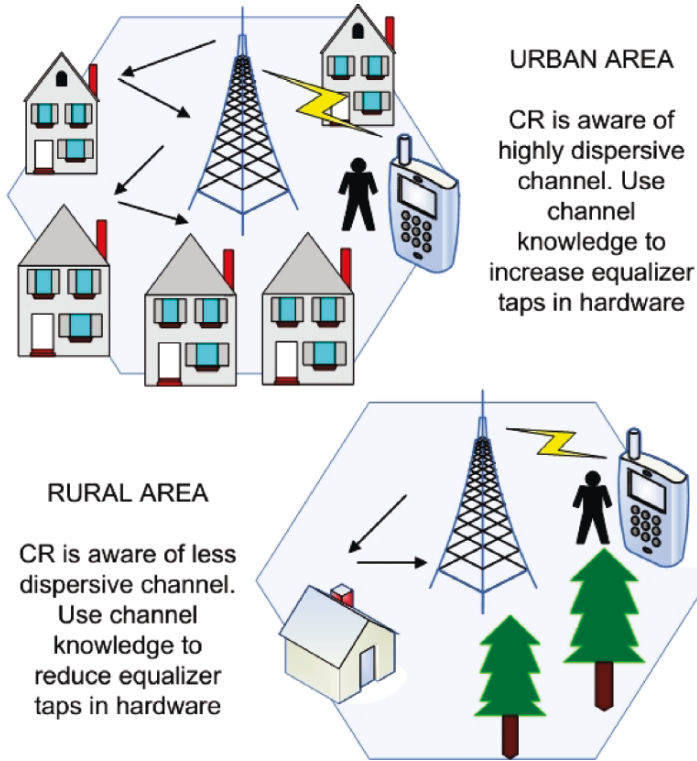 URBAN AREA
CR is aware of
highly dispersive
channel. Use
channel
knowledge to
increase equalizer
taps in hardware
RURAL AREA
CR is aware of less
dispersive channel.
Use channel
knowledge to
reduce equalizer
taps in hardware